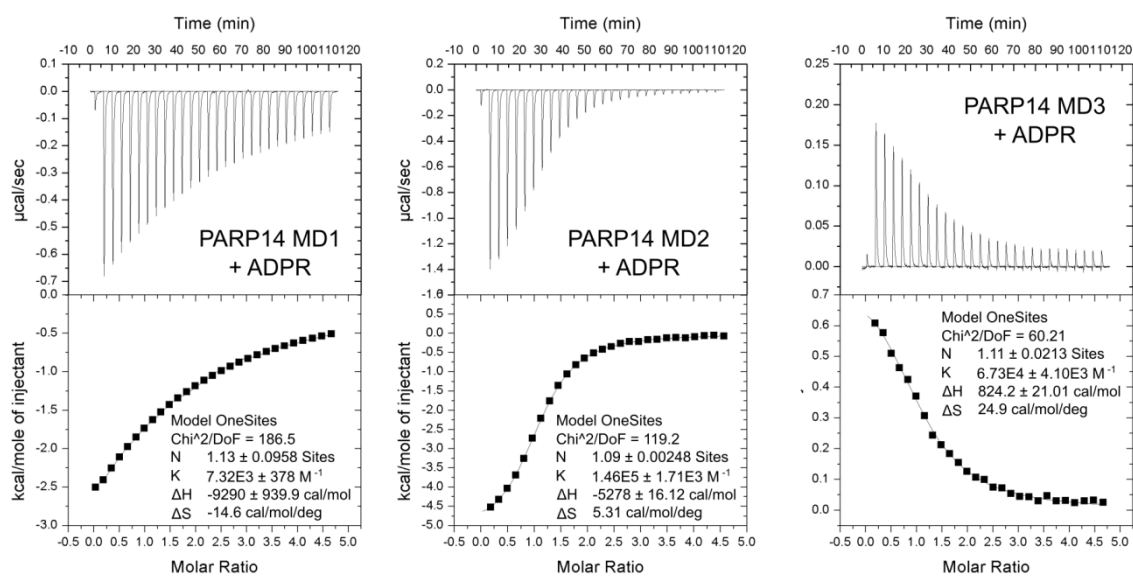 Time (min)
-10 0 10 20 30 40 50 60 70 80 90 100 110 120
0.1
0.0
-0.1
-0.2
-0.3
-0.4
-0.5
-0.6
-0.7
µcal/sec
PARP14 MD1
+ ADPR
0.0
-0.5
-1.0
-1.5
-2.0
-2.5
-3.0
kcal/mole of injectant
Model OneSites
Chi^2/DoF = 186.5
N 1.13 ± 0.0958 Sites
K 7.32E3 ± 378 M⁻¹
ΔH -9290 ± 939.9 cal/mol
ΔS -14.6 cal/mol/deg
-0.5 0.0 0.5 1.0 1.5 2.0 2.5 3.0 3.5 4.0 4.5 5.0
Molar Ratio
Time (min)
-10 0 10 20 30 40 50 60 70 80 90 100 110 120
0.2
0.0
-0.2
-0.4
-0.6
-0.8
-1.0
-1.2
-1.4
-1.6
µcal/sec
PARP14 MD2
+ ADPR
0.0
-0.5
-1.0
-1.5
-2.0
-2.5
-3.0
-3.5
-4.0
-4.5
-5.0
kcal/mole of injectant
Model OneSites
Chi^2/DoF = 119.2
N 1.09 ± 0.00248 Sites
K 1.46E5 ± 1.71E3 M⁻¹
ΔH -5278 ± 16.12 cal/mol
ΔS 5.31 cal/mol/deg
-0.5 0.0 0.5 1.0 1.5 2.0 2.5 3.0 3.5 4.0 4.5 5.0
Molar Ratio
Time (min)
-10 0 10 20 30 40 50 60 70 80 90 100 110 120
0.25
0.20
0.15
0.10
0.05
0.00
µcal/sec
PARP14 MD3
+ ADPR
0.7
0.6
0.5
0.4
0.3
0.2
0.1
0.0
Model OneSites
Chi^2/DoF = 60.21
N 1.11 ± 0.0213 Sites
K 6.73E4 ± 4.10E3 M⁻¹
ΔH 824.2 ± 21.01 cal/mol
ΔS 24.9 cal/mol/deg
-0.5 0.0 0.5 1.0 1.5 2.0 2.5 3.0 3.5 4.0 4.5 5.0
Molar Ratio